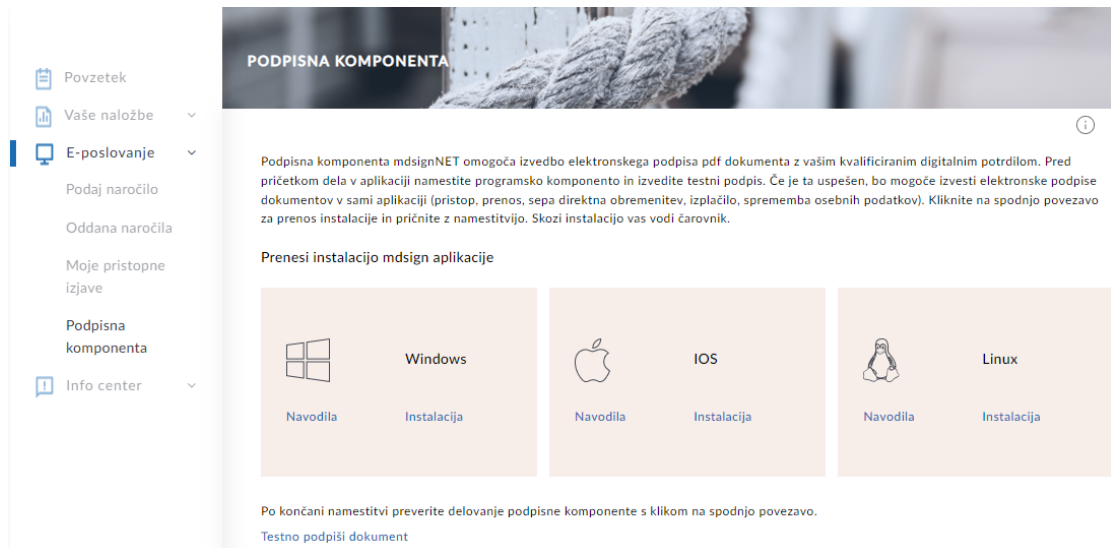 PODPISNA KOMPONENTA
Povzetek
Vaše naložbe
E-poslovanje
Podaj naročilo
Oddana naročila
Moje pristopne
izjave
Podpisna
komponenta
Info center
Podpisna komponenta mdsignNET omogoča izvedbo elektronskega podpisa pdf dokumenta z vašim kvalificiranim digitalnim potrdilom. Pred
pričetkom dela v aplikaciji namestite programsko komponento in izvedite testni podpis. Če je ta uspešen, bo mogoče izvesti elektronske podpise
dokumentov v sami aplikaciji (pristop, prenos, sepa direktna obremenitev, izplačilo, sprememba osebnih podatkov). Kliknite na spodnjo povezavo
za prenos instalacije in pričnite z namestitvijo. Skozi instalacijo vas vodi čarovnik.
Prenesi instalacijo mdsign aplikacije
Windows
Navodila Instalacija
IOS
Navodila Instalacija
Linux
Navodila Instalacija
Po končani namestitvi preverite delovanje podpisne komponente s klikom na spodnjo povezavo.
Testno podpiši dokument